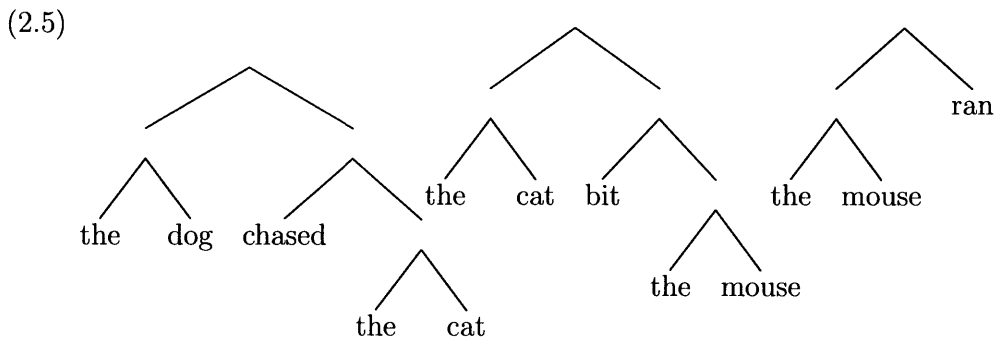 (2.5)
ran
the cat bit the mouse
the dog chased
the mouse
the cat